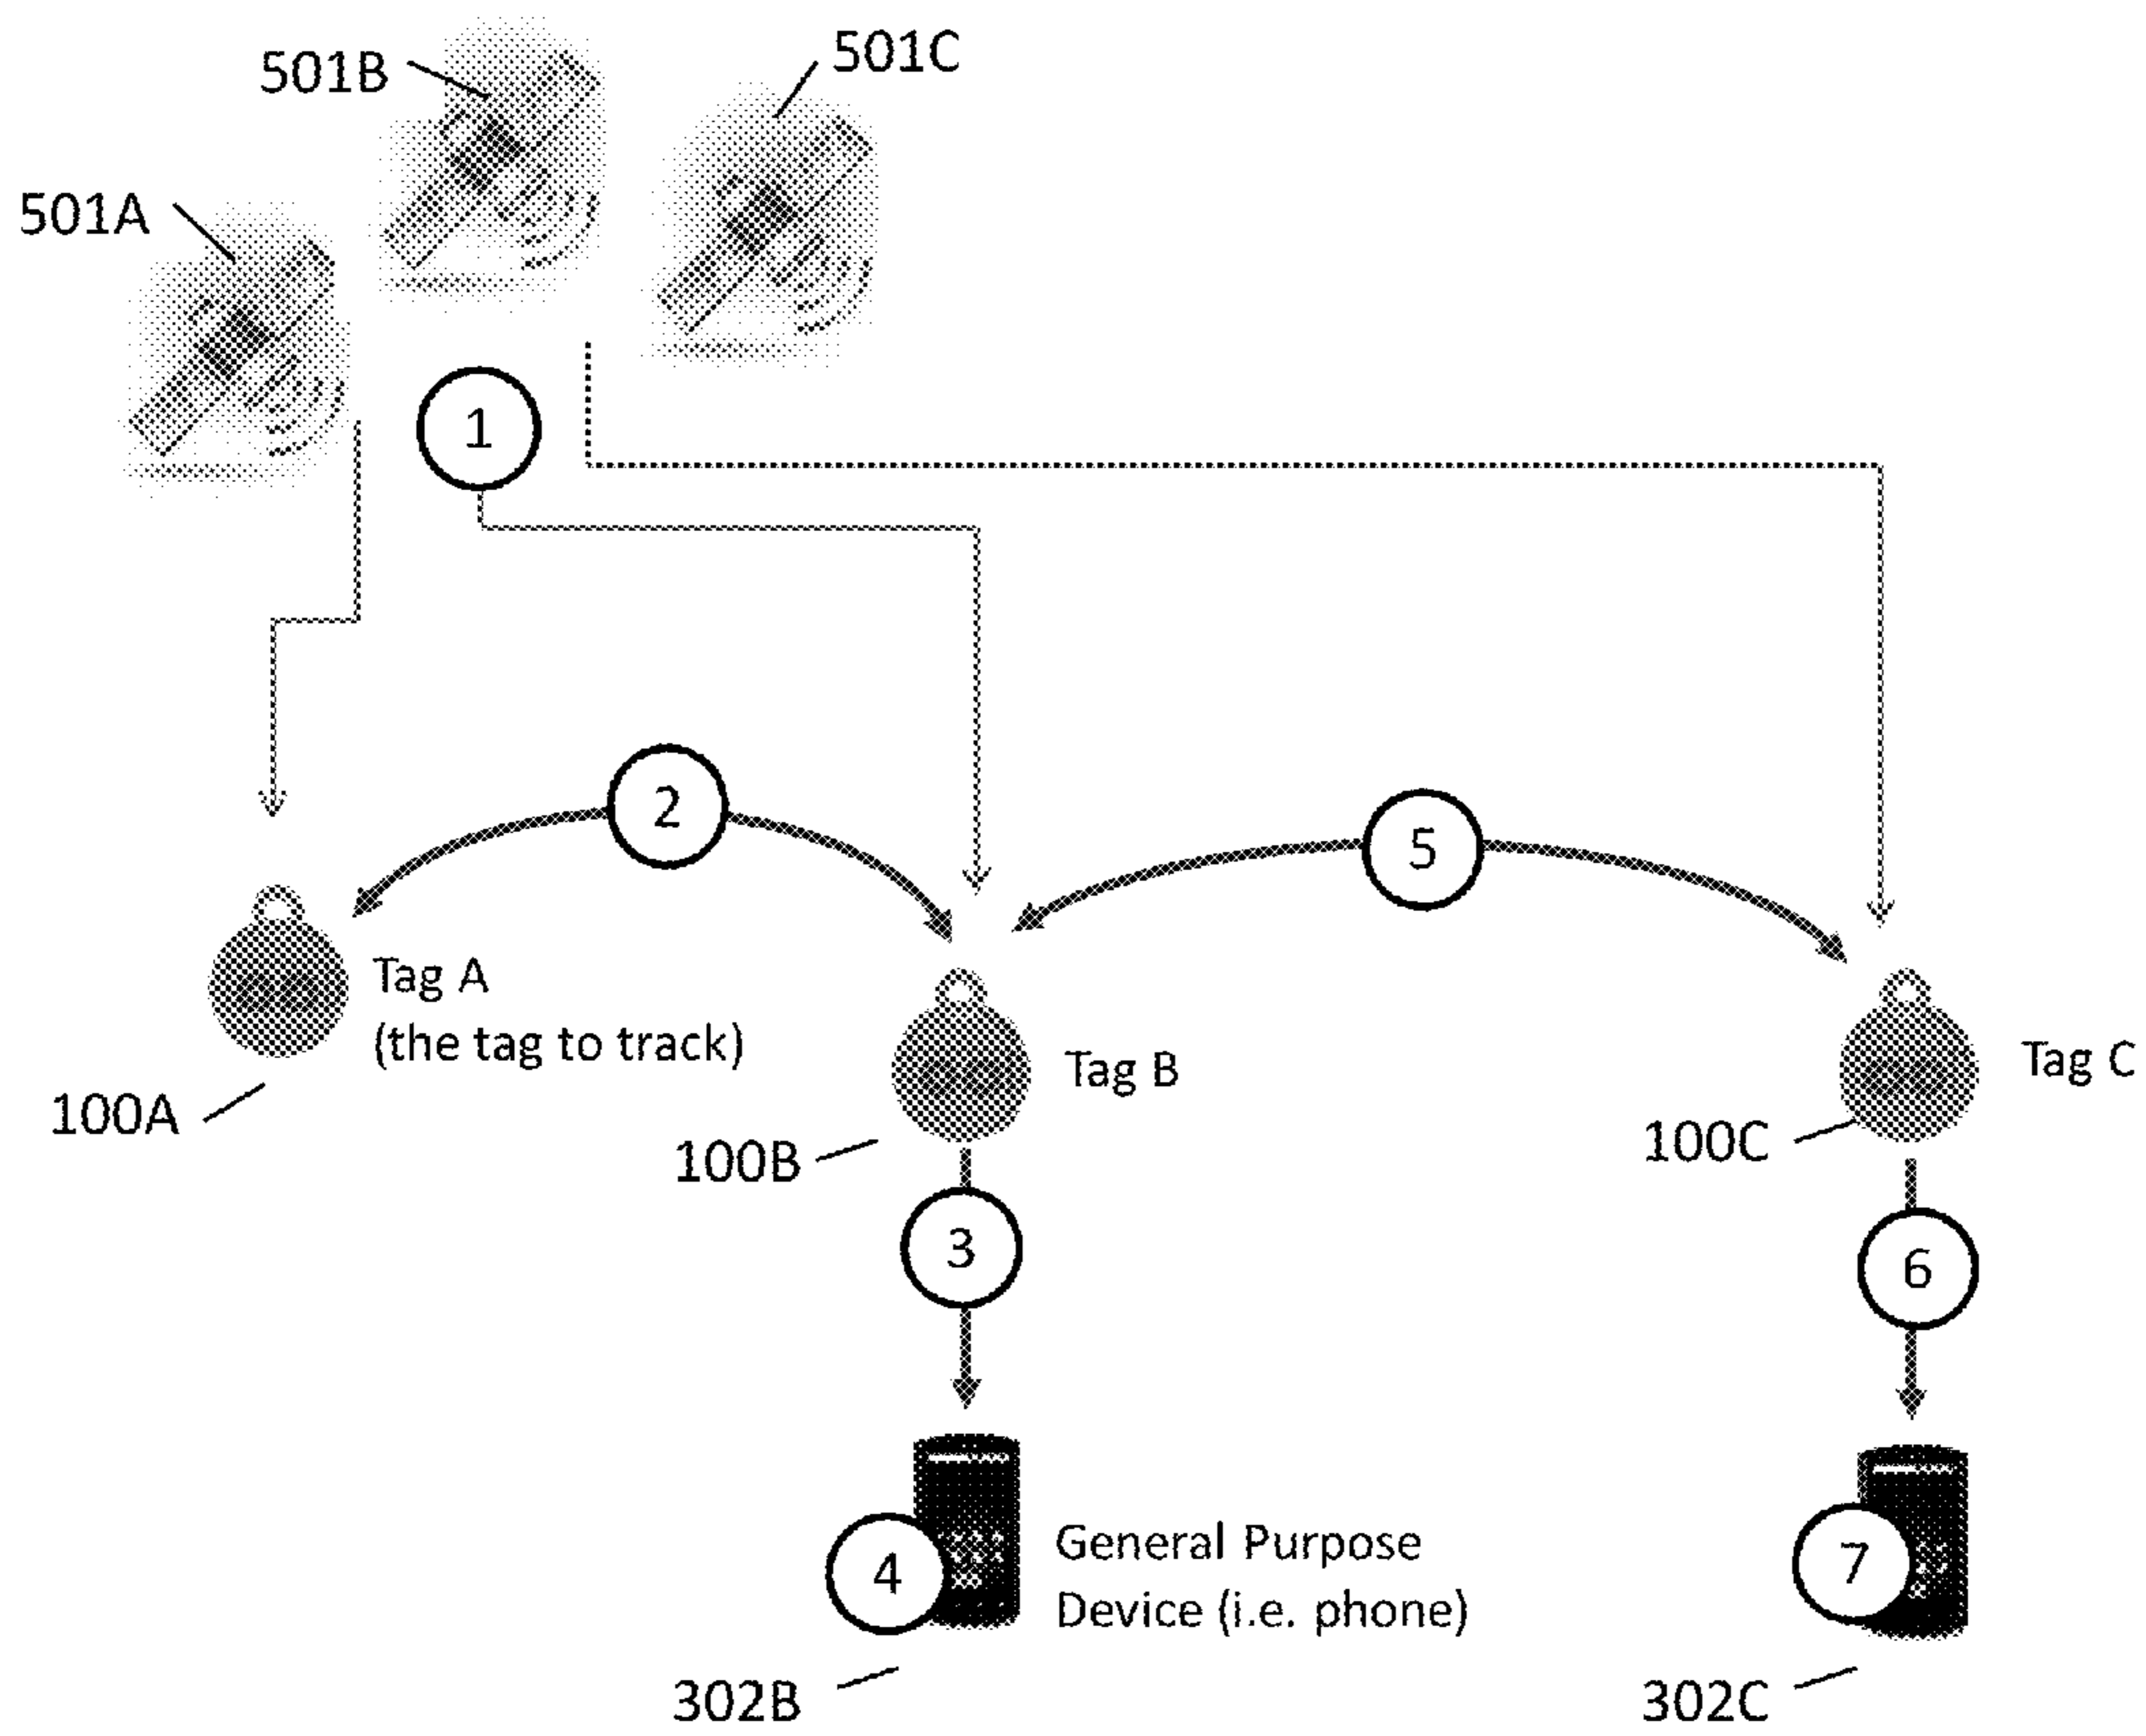 501B
501C
501A
1
2
5
Tag A
(the tag to track)
100A
Tag B
100B
Tag C
100C
3
6
4
General Purpose
Device (i.e. phone)
302B
7
302C